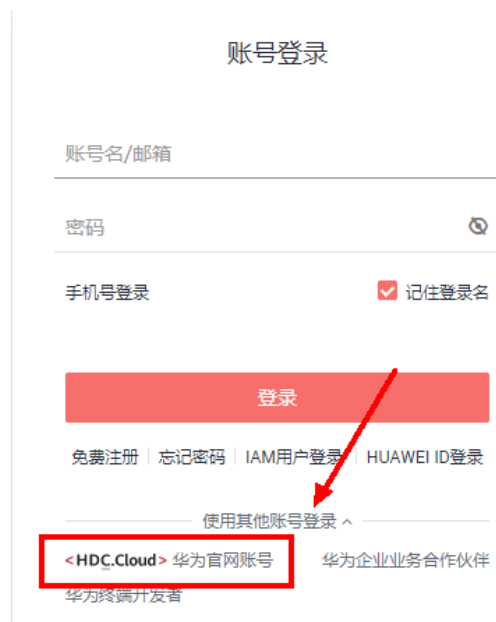 账号登录
账号名/邮箱
密码
手机号登录 记住登录名
登录
免费注册 忘记密码 IAM用户登录 HUAWEI ID登录
使用其他账号登录
<HDC.Cloud> 华为官网账号 华为企业业务合作伙伴
华为终端开发者